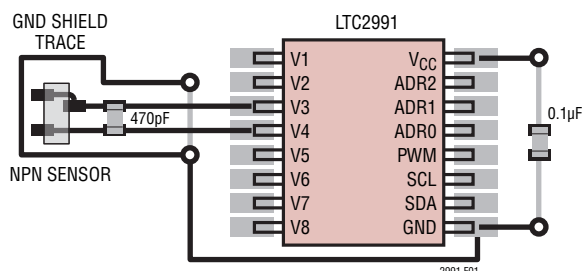 GND SHIELD
TRACE
LTC2991
V1
V2
V3
V4
V5
V6
V7
V8
VCC
ADR2
ADR1
ADR0
PWM
SCL
SDA
GND
470pF
0.1µF
NPN SENSOR
2991 F01